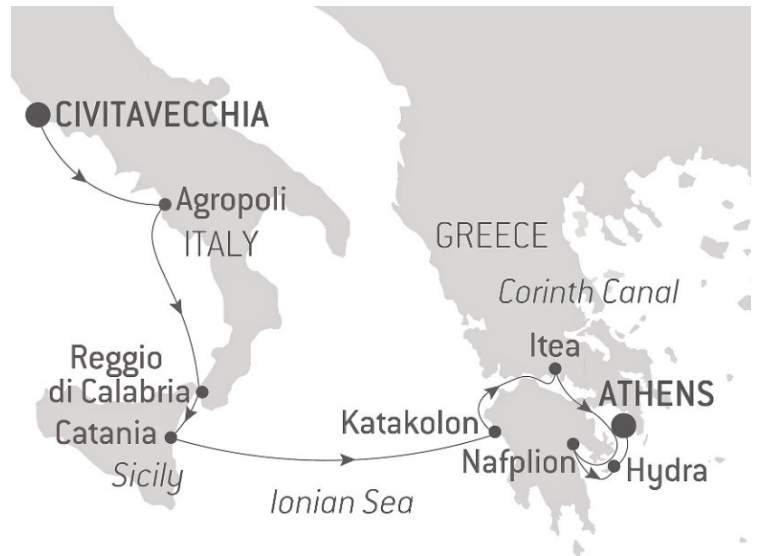 CIVITAVECCHIA
Agropoli
ITALY
GREECE
Corinth Canal
Itea
Reggio
di Calabria
ATHENS
Katakolon
Catania
Nafplion
Hydra
Sicily
Ionian Sea